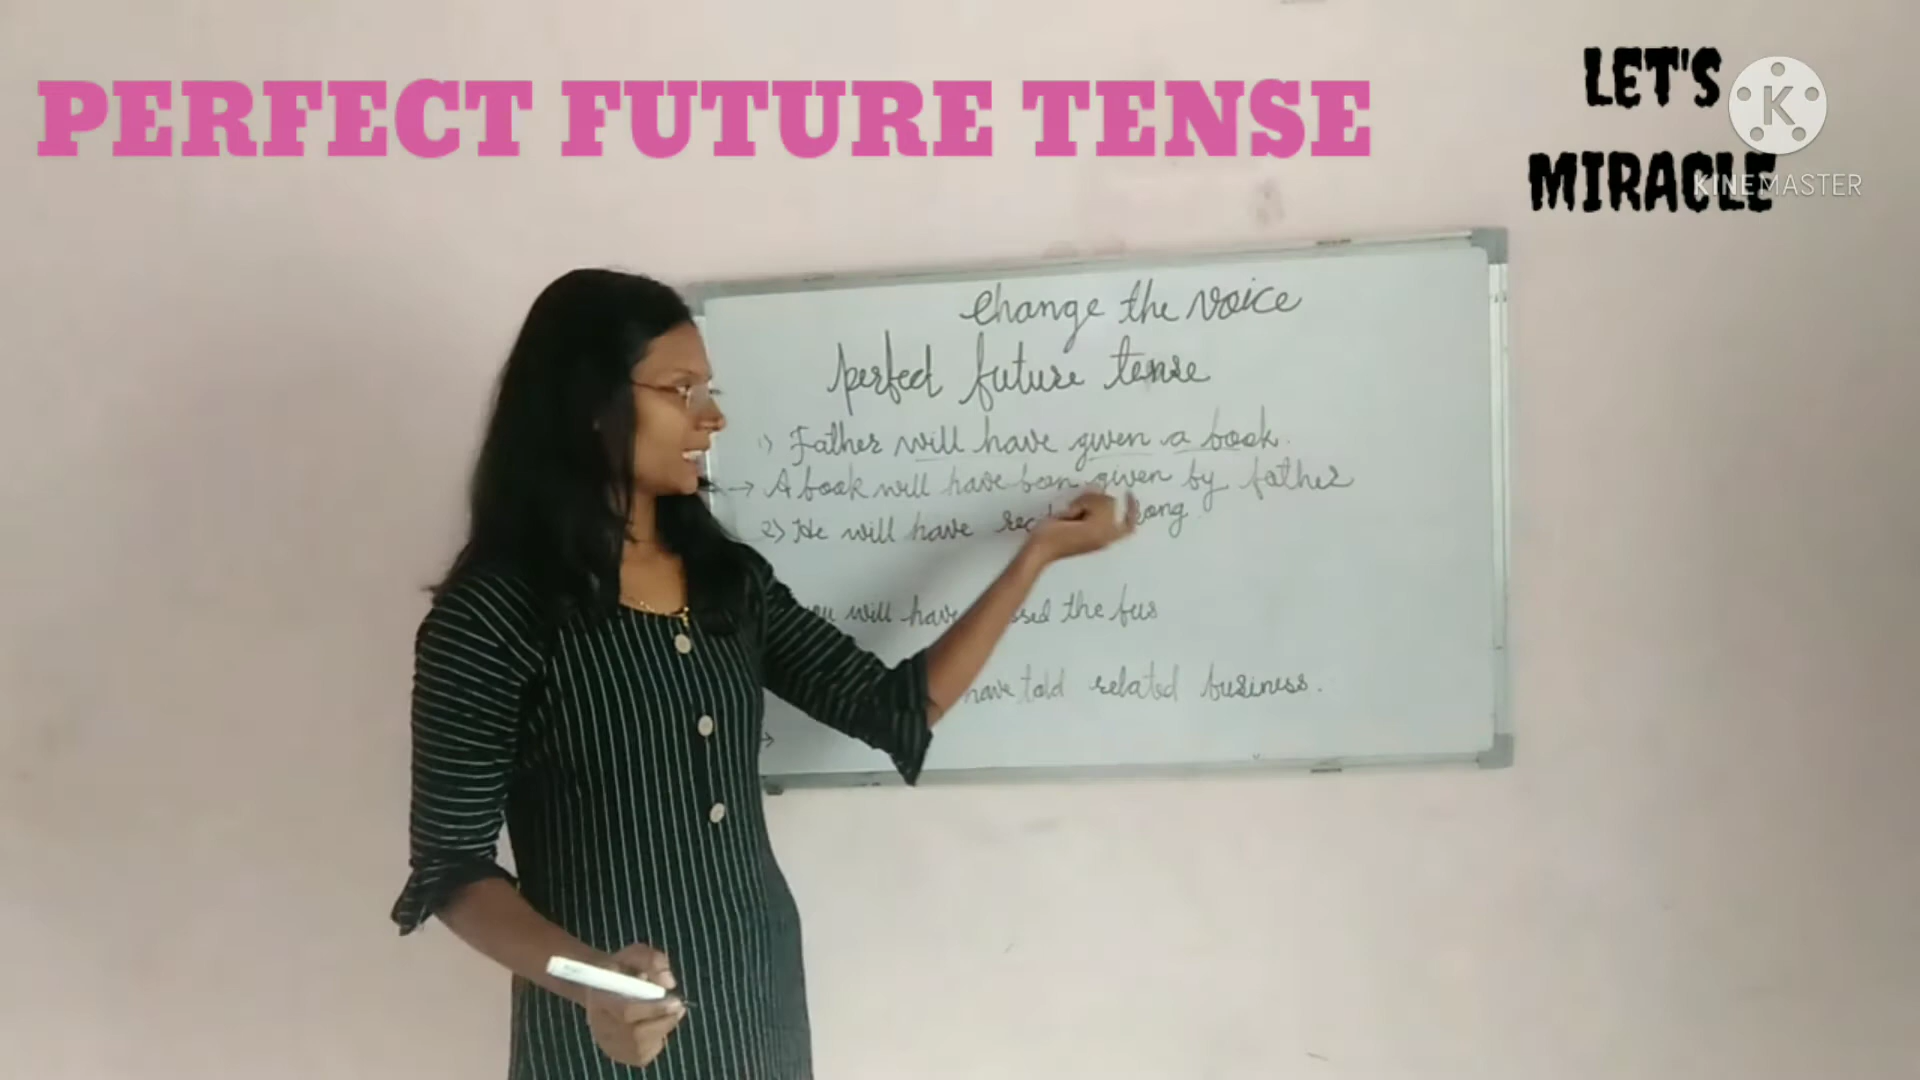 PERFECT FUTURE TENSE
LET'S
MIRACLE
KINEMASTER
Change the voice
perfect future tense
1) Father will have given a book.
→ A book will have been given by father
2) He will have
will have the bus
have told related business.
→